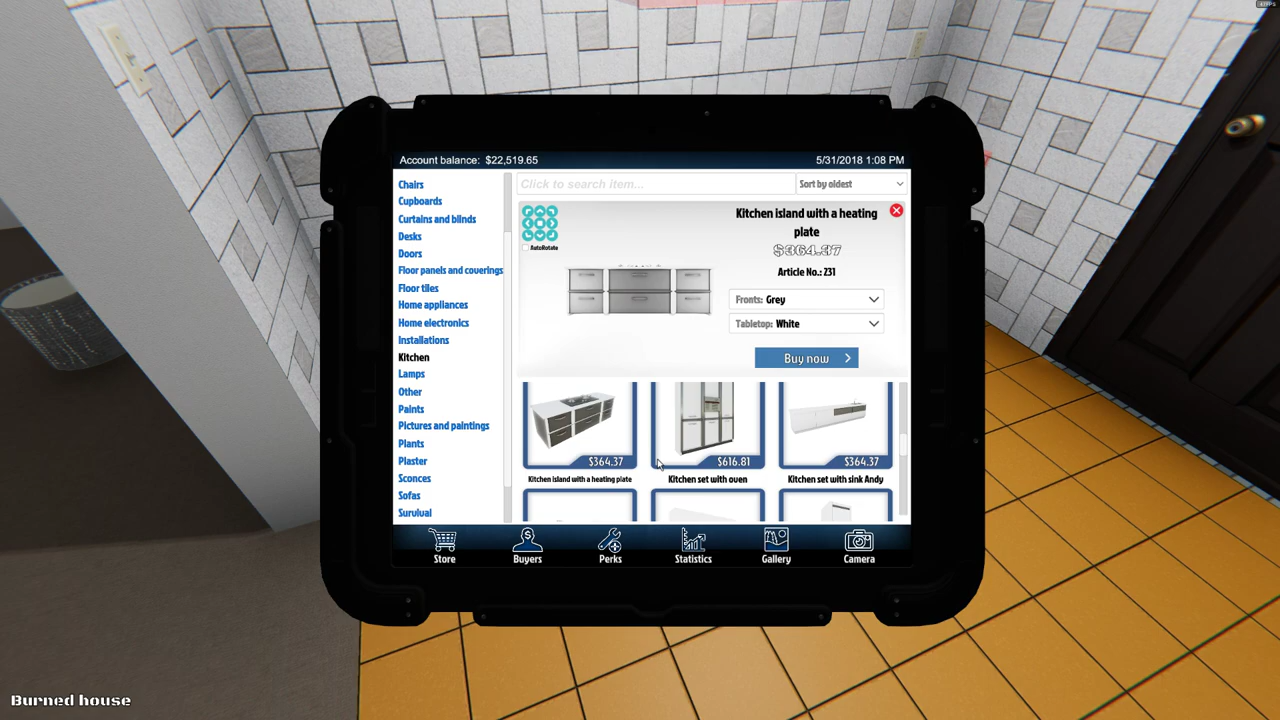 Account balance: $22,519.65
5/31/2018 1:08 PM
Chairs
Cupboards
Curtains and blinds
Desks
Doors
Floor panels and coverings
Floor tiles
Home appliances
Home electronics
Installations
Kitchen
Lamps
Other
Paints
Pictures and paintings
Plants
Plaster
Sconces
Sofas
Survival
Click to search item...
Sort by oldest
AutoRotate
Kitchen island with a heating
plate
$364.37
Article No.: Z31
Fronts: Grey
Tabletop: White
Buy now
$364.37
$616.81
$364.37
Kitchen island with a heating plate
Kitchen set with oven
Kitchen set with sink Andy
Store
Buyers
Perks
Statistics
Gallery
Camera
Burned house